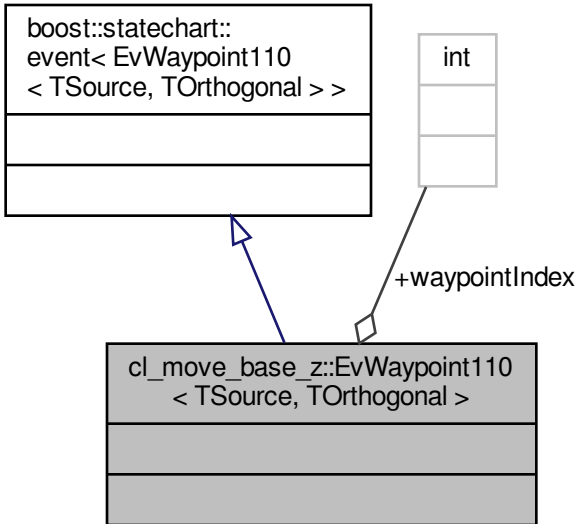 boost::statechart::
event< EvWaypoint110
< TSource, TOrthogonal > >
int
+waypointIndex
cl_move_base_z::EvWaypoint110
< TSource, TOrthogonal >